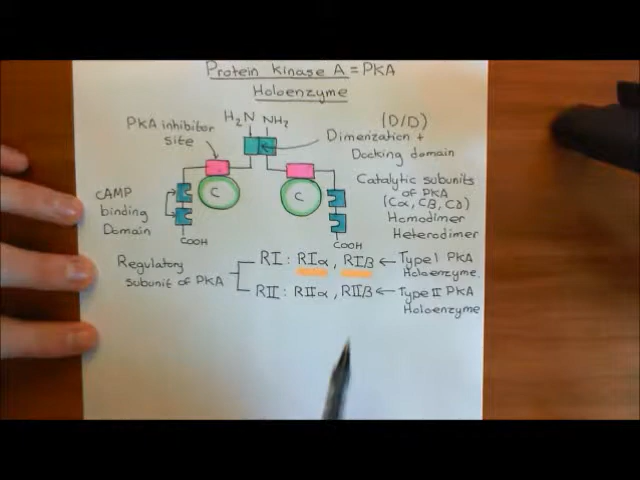 Protein kinase A = PKA
Holoenzyme
H₂N NH₂
(D/D)
Dimerization +
Docking domain
PKA inhibitor
site
C
C
Catalytic subunits
of PKA
(Cα, Cβ, Cγ)
Homodimer
Heterodimer
CAMP
binding
Domain
COOH
COOH
Regulatory
subunit of PKA
RI: RIα, RIβ ← Type I PKA
Holoenzyme.
RII: RIIα, RIIβ ← Type II PKA
Holoenzyme